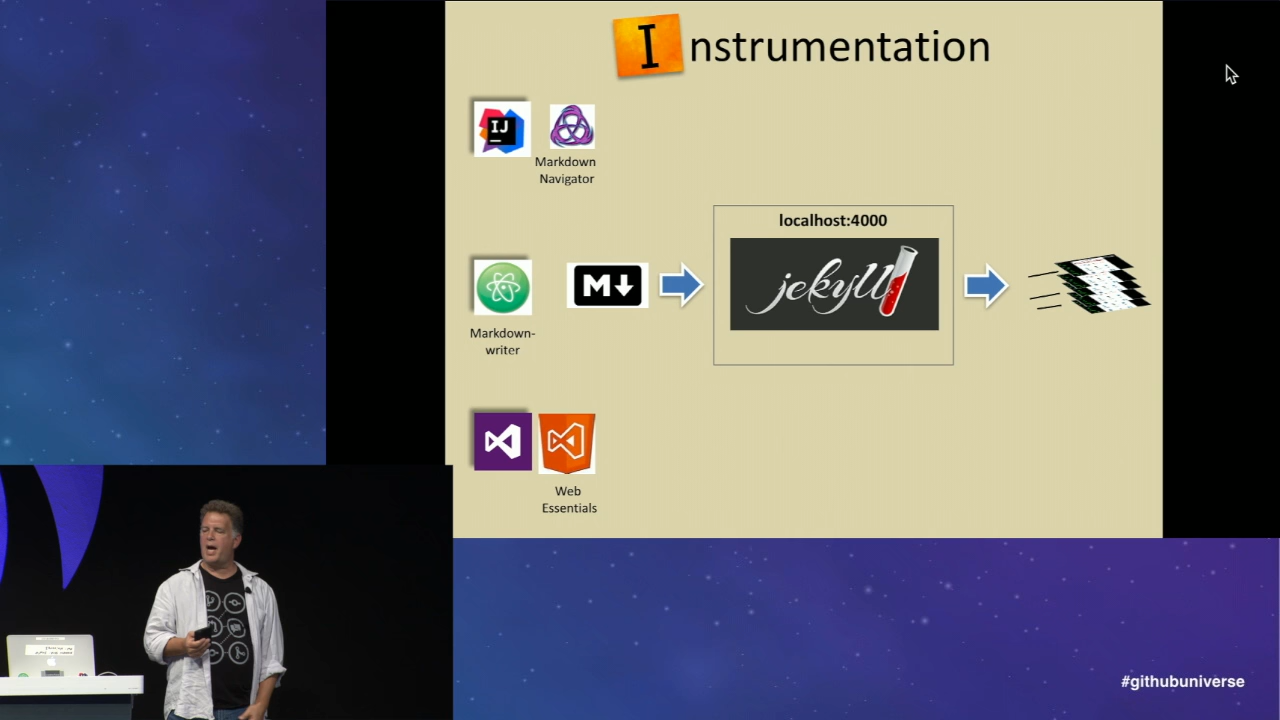 Instrumentation
IJ
Markdown
Navigator
localhost:4000
jekyll
M
Markdown-
writer
Web
Essentials
#githubuniverse